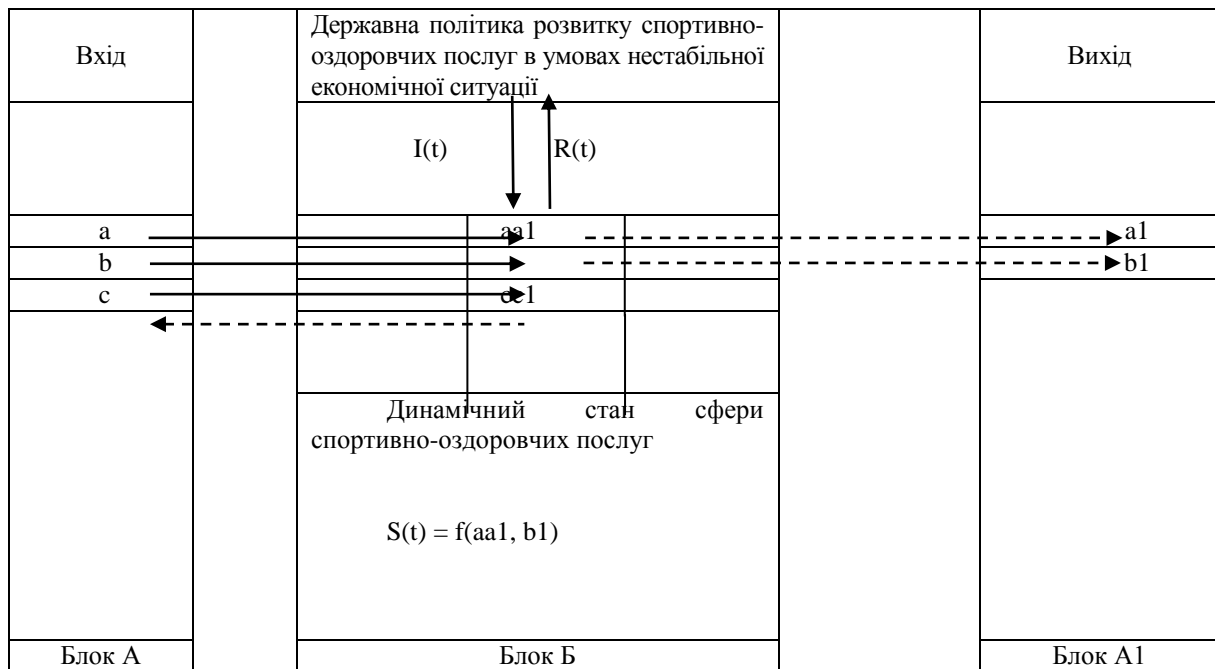 Вхід
Державна політика розвитку спортивно-
оздоровчих послуг в умовах нестабільної
економічної ситуації
Вихід
I(t) R(t)
a aa1 a1
b b1
c cc1
Динамічний стан сфери
спортивно-оздоровчих послуг
S(t) = f(aa1, b1)
Блок А Блок Б Блок А1